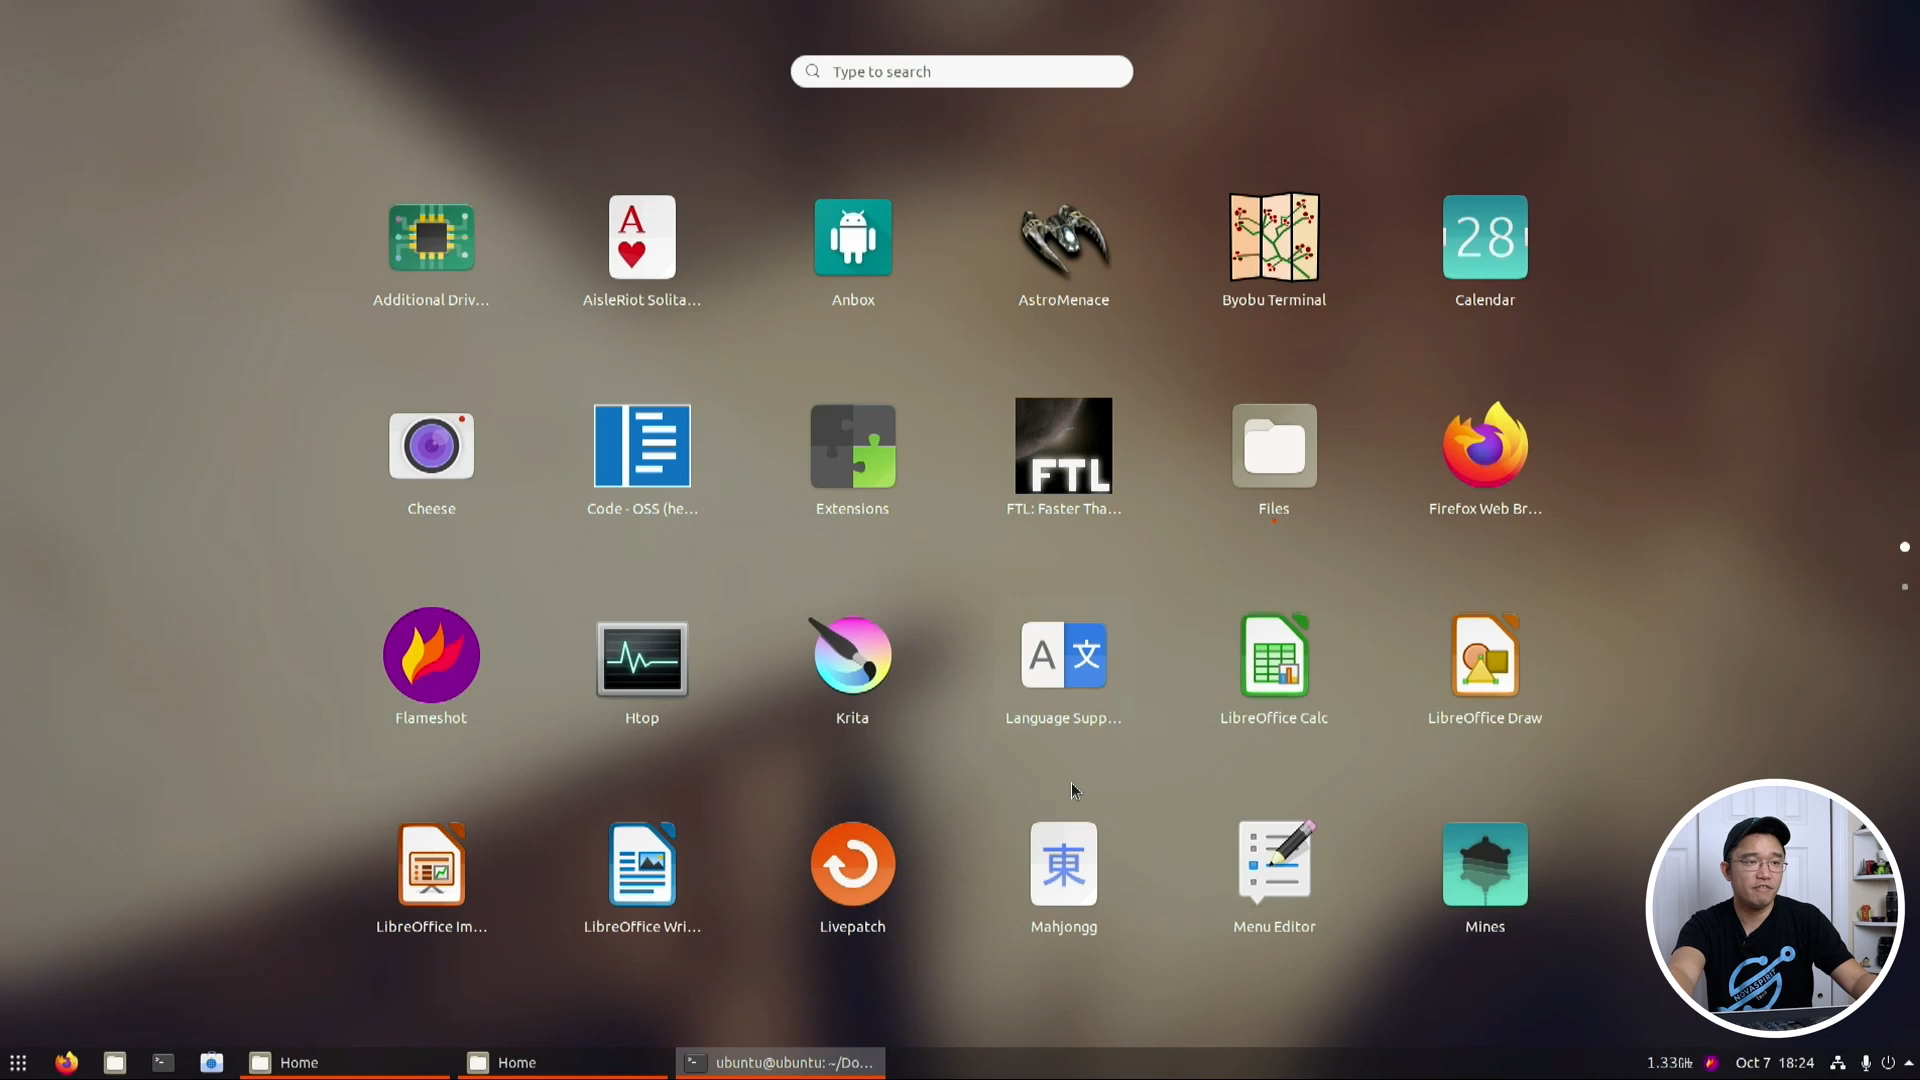 Type to search
A
28
Additional Driv...
AisleRiot Solita...
Anbox
AstroMenace
Byobu Terminal
Calendar
FTL
Cheese
Code - OSS (he...
Extensions
FTL: Faster Tha...
Files
Firefox Web Br...
A 文
Flameshot
Htop
Krita
Language Supp...
LibreOffice Calc
LibreOffice Draw
東
LibreOffice Im...
LibreOffice Wri...
Livepatch
Mahjongg
Menu Editor
Mines
NOVASPIRIT
Home
Home
ubuntu@ubuntu: ~/Do...
1.33GHz
Oct 7 18:24